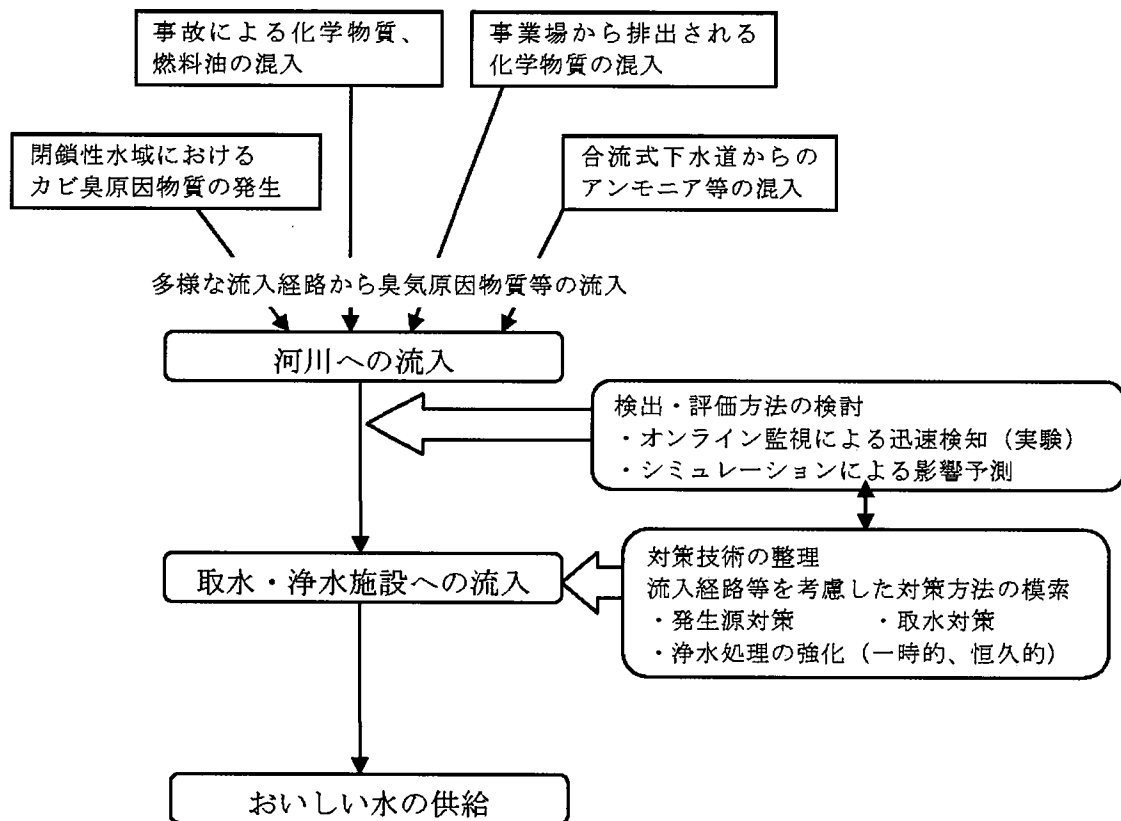 事故による化学物質、
燃料油の混入
事業場から排出される
化学物質の混入
閉鎖性水域における
カビ臭原因物質の発生
合流式下水道からの
アンモニア等の混入
多様な流入経路から臭気原因物質等の流入
河川への流入
検出・評価方法の検討
・オンライン監視による迅速検知（実験）
・シミュレーションによる影響予測
取水・浄水施設への流入
対策技術の整理
流入経路等を考慮した対策方法の模索
・発生源対策　　・取水対策
・浄水処理の強化（一時的、恒久的）
おいしい水の供給